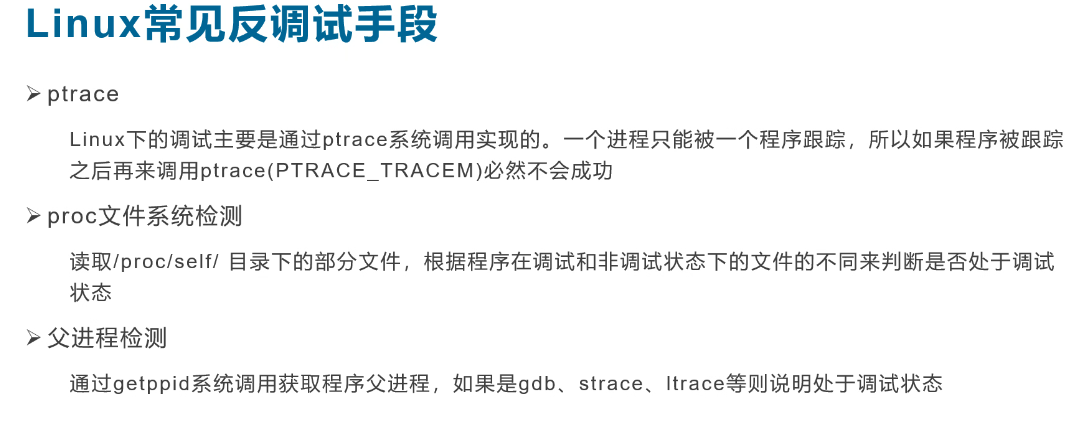 Linux常见反调试手段
➢ ptrace
Linux下的调试主要是通过ptrace系统调用实现的。一个进程只能被一个程序跟踪，所以如果程序被跟踪
之后再来调用ptrace(PTRACE_TRACEM)必然不会成功
➢ proc文件系统检测
读取/proc/self/ 目录下的部分文件，根据程序在调试和非调试状态下的文件的不同来判断是否处于调试
状态
➢ 父进程检测
通过getppid系统调用获取程序父进程，如果是gdb、strace、ltrace等则说明处于调试状态